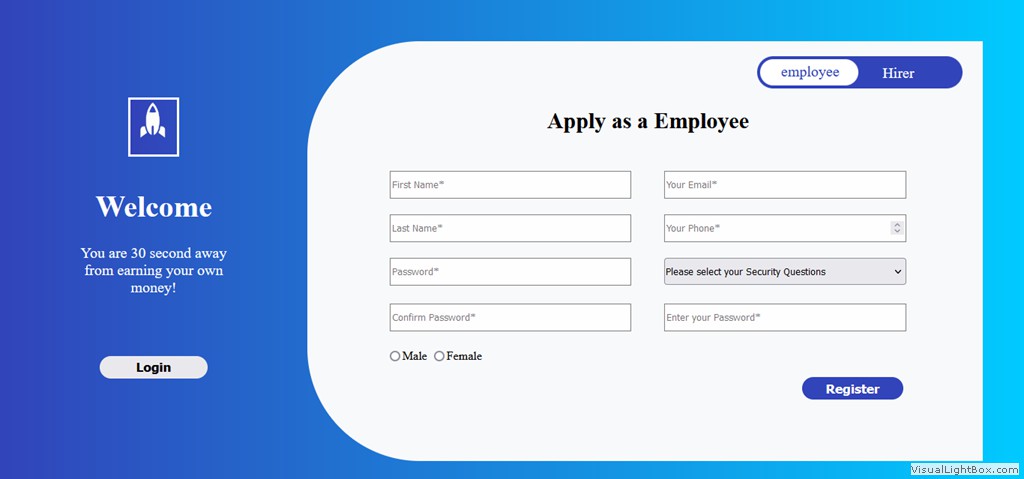 employee Hirer
Apply as a Employee
Welcome
You are 30 second away
from earning your own
money!
Login
First Name* Your Email*
Last Name* Your Phone*
Password* Please select your Security Questions
Confirm Password* Enter your Password*
Male Female
Register
VisualLightBox.com